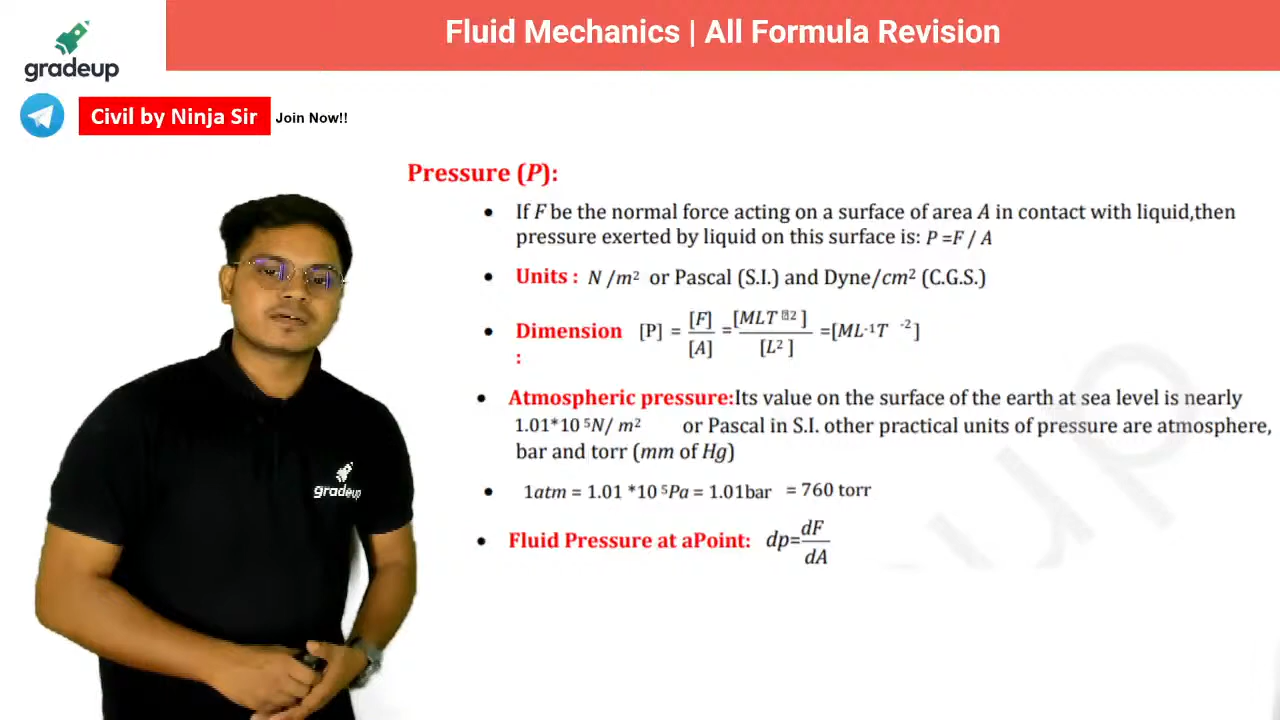 Fluid Mechanics | All Formula Revision
gradeup
Civil by Ninja Sir Join Now!!
Pressure (P):
• If F be the normal force acting on a surface of area A in contact with liquid,then
pressure exerted by liquid on this surface is: P =F / A
• Units : N /m² or Pascal (S.I.) and Dyne/cm² (C.G.S.)
• Dimension : [P] = [F]/[A] = [MLT 2 ]/[L² ] =[ML-1T -2 ]
• Atmospheric pressure:Its value on the surface of the earth at sea level is nearly
1.01*10 ⁵N/ m² or Pascal in S.I. other practical units of pressure are atmosphere,
bar and torr (mm of Hg)
• 1atm = 1.01 *10 ⁵Pa = 1.01bar = 760 torr
• Fluid Pressure at aPoint: dp=dF/dA
gradeup